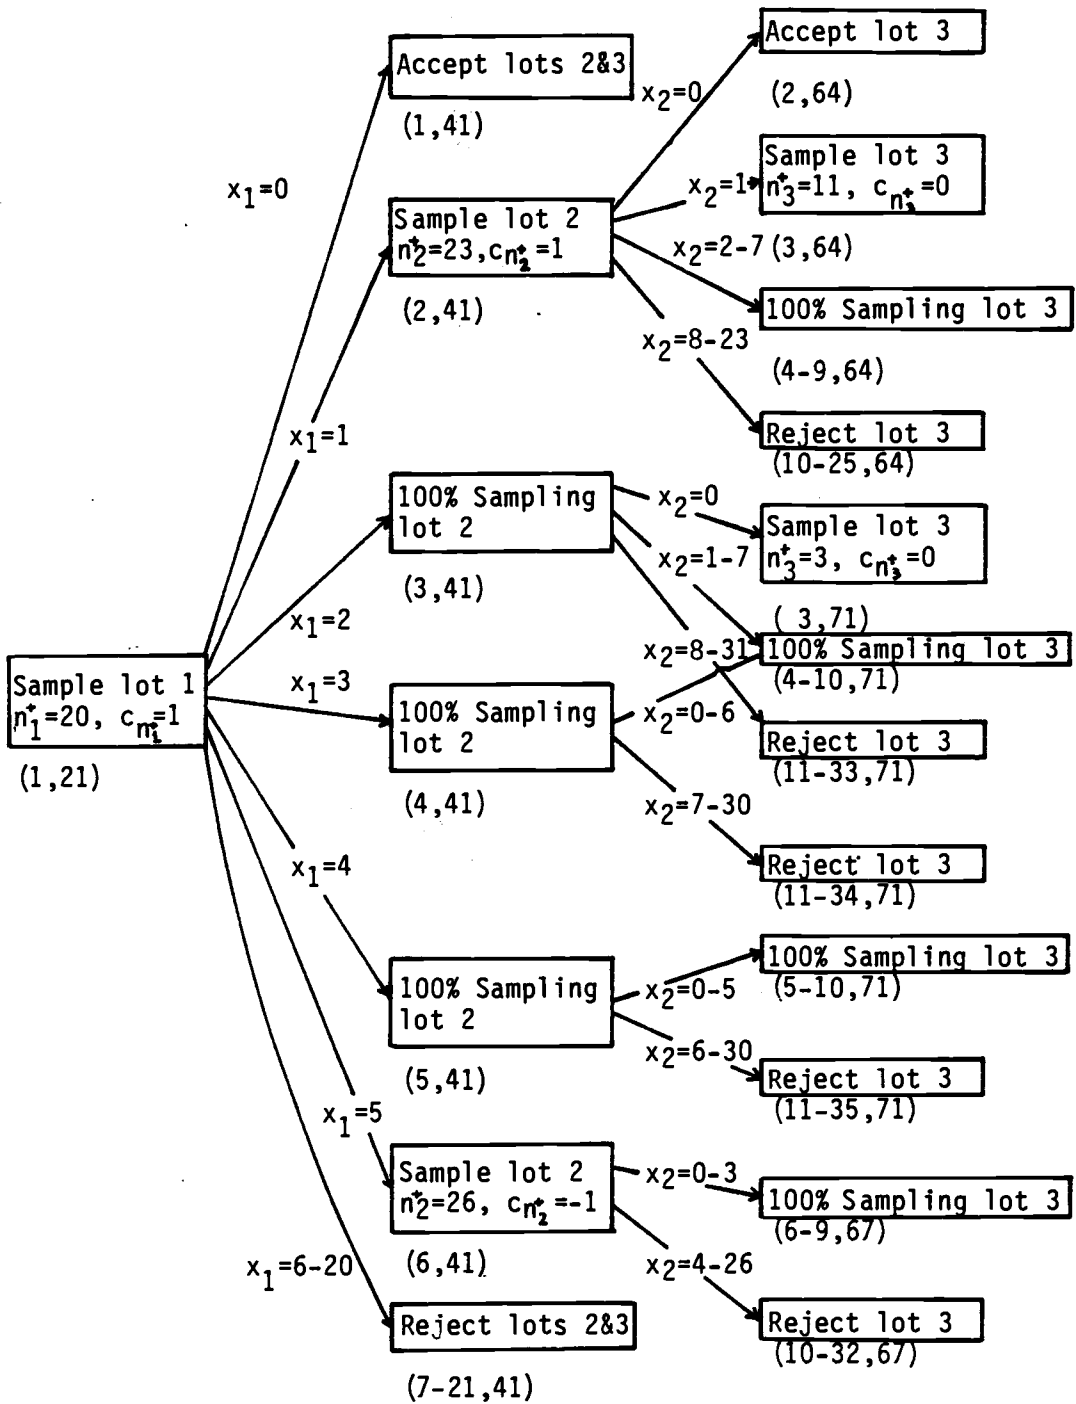 Sample lot 1
n₁⁺=20, cₙ₁⁺=1
(1,21)
x₁=0
x₁=1
x₁=2
x₁=3
x₁=4
x₁=5
x₁=6-20
Accept lots 2&3
(1,41)
Sample lot 2
n₂⁺=23,cₙ₂⁺=1
(2,41)
100% Sampling
lot 2
(3,41)
100% Sampling
lot 2
(4,41)
100% Sampling
lot 2
(5,41)
Sample lot 2
n₂⁺=26, cₙ₂⁺=-1
(6,41)
Reject lots 2&3
(7-21,41)
x₂=0
x₂=1
x₂=2-7
x₂=8-23
x₂=0
x₂=1-7
x₂=8-31
x₂=0-6
x₂=7-30
x₂=0-5
x₂=6-30
x₂=0-3
x₂=4-26
Accept lot 3
(2,64)
Sample lot 3
n₃⁺=11, cₙ₃⁺=0
(3,64)
100% Sampling lot 3
(4-9,64)
Reject lot 3
(10-25,64)
Sample lot 3
n₃⁺=3, cₙ₃⁺=0
( 3,71)
100% Sampling lot 3
(4-10,71)
Reject lot 3
(11-33,71)
Reject lot 3
(11-34,71)
100% Sampling lot 3
(5-10,71)
Reject lot 3
(11-35,71)
100% Sampling lot 3
(6-9,67)
Reject lot 3
(10-32,67)